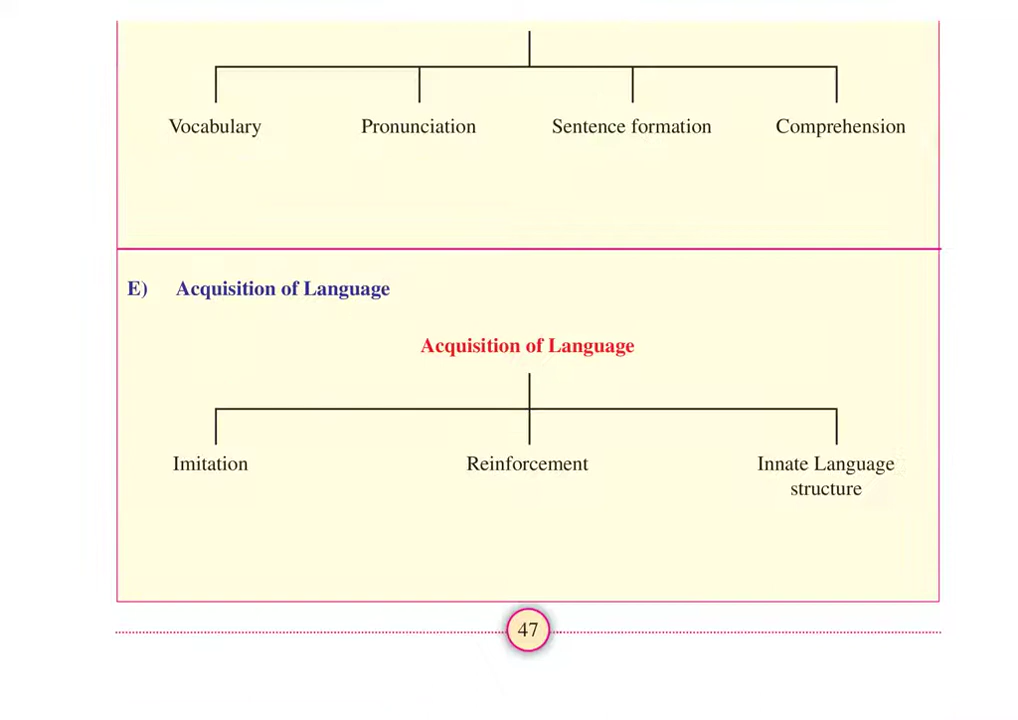 Vocabulary Pronunciation Sentence formation Comprehension
E) Acquisition of Language
Acquisition of Language
Imitation Reinforcement Innate Language
structure
47